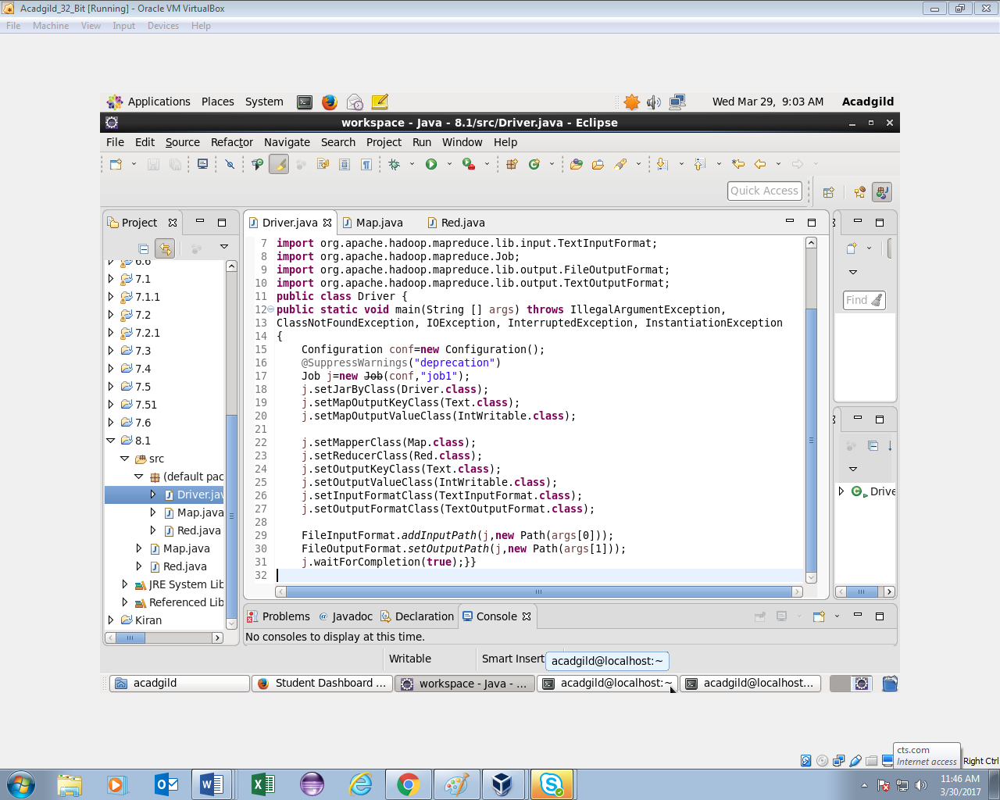 Acadgild_32_Bit [Running] - Oracle VM VirtualBox
File Machine View Input Devices Help
Applications Places System
Wed Mar 29, 9:03 AM Acadgild
workspace - Java - 8.1/src/Driver.java - Eclipse
File Edit Source Refactor Navigate Search Project Run Window Help
Quick Access
Project
Driver.java Map.java Red.java
6.6
7.1
7.1.1
7.2
7.2.1
7.3
7.4
7.5
7.51
7.6
8.1
src
(default pac
Driver.jav
Map.java
Red.java
Map.java
Red.java
JRE System Lib
Referenced Lib
Kiran
7 import org.apache.hadoop.mapreduce.lib.input.TextInputFormat;
8 import org.apache.hadoop.mapreduce.Job;
9 import org.apache.hadoop.mapreduce.lib.output.FileOutputFormat;
10 import org.apache.hadoop.mapreduce.lib.output.TextOutputFormat;
11 public class Driver {
12 public static void main(String [] args) throws IllegalArgumentException,
13 ClassNotFoundException, IOException, InterruptedException, InstantiationException
14 {
15 Configuration conf=new Configuration();
16 @SuppressWarnings("deprecation")
17 Job j=new Job(conf,"job1");
18 j.setJarByClass(Driver.class);
19 j.setMapOutputKeyClass(Text.class);
20 j.setMapOutputValueClass(IntWritable.class);
21
22 j.setMapperClass(Map.class);
23 j.setReducerClass(Red.class);
24 j.setOutputKeyClass(Text.class);
25 j.setOutputValueClass(IntWritable.class);
26 j.setInputFormatClass(TextInputFormat.class);
27 j.setOutputFormatClass(TextOutputFormat.class);
28
29 FileInputFormat.addInputPath(j,new Path(args[0]));
30 FileOutputFormat.setOutputPath(j,new Path(args[1]));
31 j.waitForCompletion(true);}}
32
Find
Drive
Problems @ Javadoc Declaration Console
No consoles to display at this time.
Writable Smart Insert
acadgild@localhost:~
acadgild Student Dashboard ... workspace - Java - ... acadgild@localhost:~ acadgild@localhost...
cts.com
Internet access
Right Ctrl
11:46 AM
3/30/2017